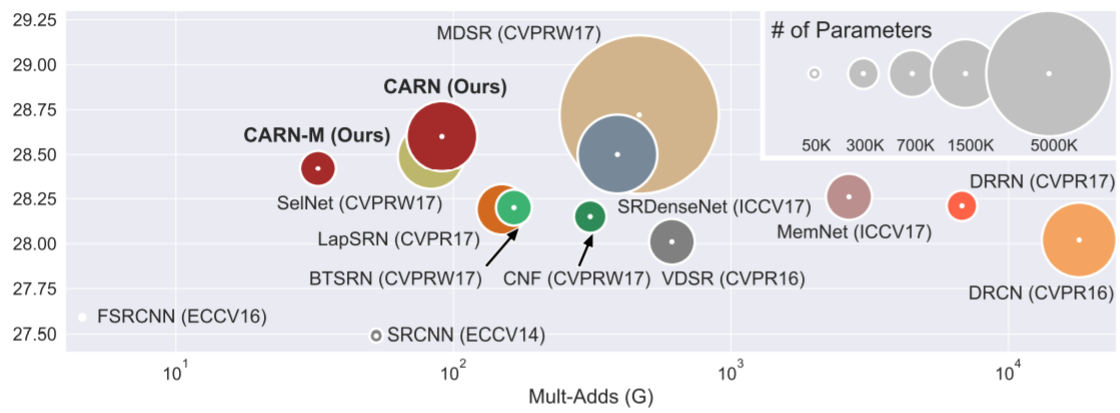 29.25
29.00
28.75
28.50
28.25
28.00
27.75
27.50
MDSR (CVPRW17)
CARN (Ours)
CARN-M (Ours)
SelNet (CVPRW17)
LapSRN (CVPR17)
BTSRN (CVPRW17)
CNF (CVPRW17)
SRDenseNet (ICCV17)
VDSR (CVPR16)
MemNet (ICCV17)
DRRN (CVPR17)
DRCN (CVPR16)
FSRCNN (ECCV16)
SRCNN (ECCV14)
# of Parameters
50K 300K 700K 1500K 5000K
10¹ 10² 10³ 10⁴
Mult-Adds (G)